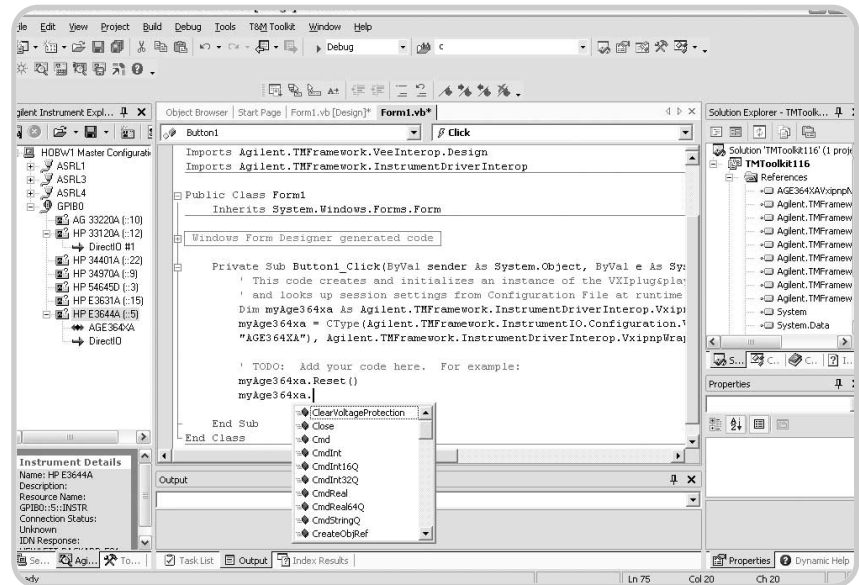 File Edit View Project Build Debug Tools T&M Toolkit Window Help
Debug
c
Agilent Instrument Expl...
HOBW1 Master Configurati
ASRL1
ASRL3
ASRL4
GPIB0
AG 33220A (::10)
HP 33120A (::12)
DirectIO #1
HP 34401A (::22)
HP 34970A (::9)
HP 54645D (::3)
HP E3631A (::15)
HP E3644A (::5)
AGE364XA
DirectIO
Instrument Details
Name: HP E3644A
Description:
Resource Name:
GPIB0::5::INSTR
Connection Status:
Unknown
IDN Response:
Se... Agi... To...
Object Browser Start Page Form1.vb [Design]* Form1.vb*
Button1 Click
Imports Agilent.TMFramework.VeeInterop.Design
Imports Agilent.TMFramework.InstrumentDriverInterop
Public Class Form1
Inherits System.Windows.Forms.Form
Windows Form Designer generated code
Private Sub Button1_Click(ByVal sender As System.Object, ByVal e As Sys
' This code creates and initializes an instance of the VXIplug&play
' and looks up session settings from Configuration File at runtime
Dim myAge364xa As Agilent.TMFramework.InstrumentDriverInterop.Vxipn
myAge364xa = CType(Agilent.TMFramework.InstrumentIO.Configuration.V
"AGE364XA"), Agilent.TMFramework.InstrumentDriverInterop.VxipnpWrap
' TODO: Add your code here. For example:
myAge364xa.Reset()
myAge364xa.
End Sub
End Class
ClearVoltageProtection
Close
Cmd
CmdInt
CmdInt16Q
CmdInt32Q
CmdReal
CmdReal64Q
CmdStringQ
CreateObjRef
Output
Task List Output Index Results
Solution Explorer - TMToolk...
Solution 'TMToolkit116' (1 proje
TMToolkit116
References
AGE364XAVxipnpN
Agilent.TMFramew
Agilent.TMFramew
Agilent.TMFramew
Agilent.TMFramew
Agilent.TMFramew
Agilent.TMFramew
Agilent.TMFramew
System
System.Data
S... C... C... I..
Properties
Properties Dynamic Help
Ln 75 Col 20 Ch 20